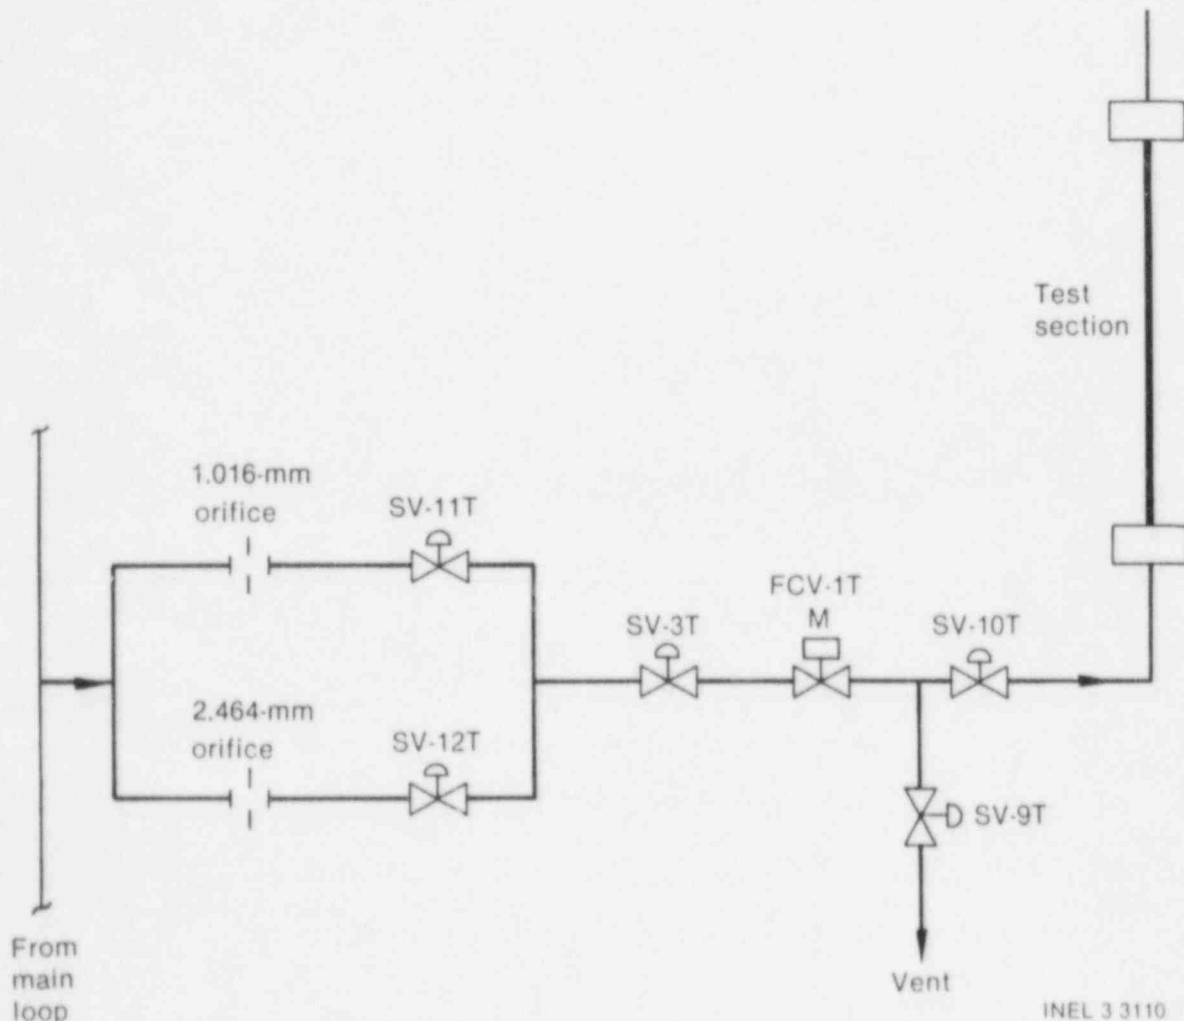 Test
section
1.016-mm
orifice
SV-11T
FCV-1T
M
SV-3T
SV-10T
2.464-mm
orifice
SV-12T
SV-9T
From
main
loop
Vent
INEL 3 3110